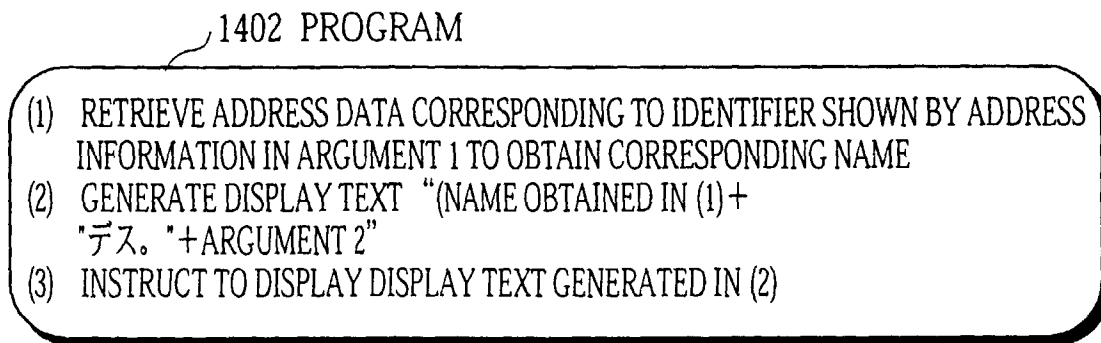 1402 PROGRAM
(1) RETRIEVE ADDRESS DATA CORRESPONDING TO IDENTIFIER SHOWN BY ADDRESS
INFORMATION IN ARGUMENT 1 TO OBTAIN CORRESPONDING NAME
(2) GENERATE DISPLAY TEXT “(NAME OBTAINED IN (1)+
"デス。"+ARGUMENT 2”
(3) INSTRUCT TO DISPLAY DISPLAY TEXT GENERATED IN (2)